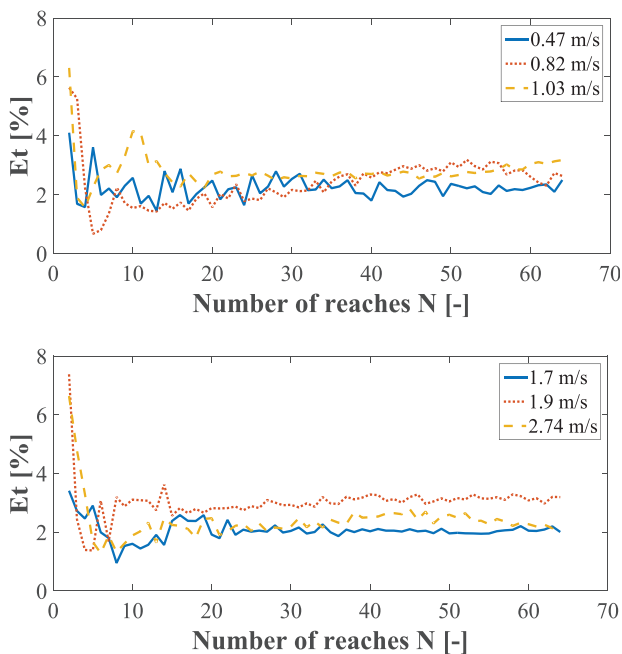 8
6
4
2
0
Et [%]
0.47 m/s
0.82 m/s
1.03 m/s
0 10 20 30 40 50 60 70
Number of reaches N [-]
8
6
4
2
0
Et [%]
1.7 m/s
1.9 m/s
2.74 m/s
0 10 20 30 40 50 60 70
Number of reaches N [-]